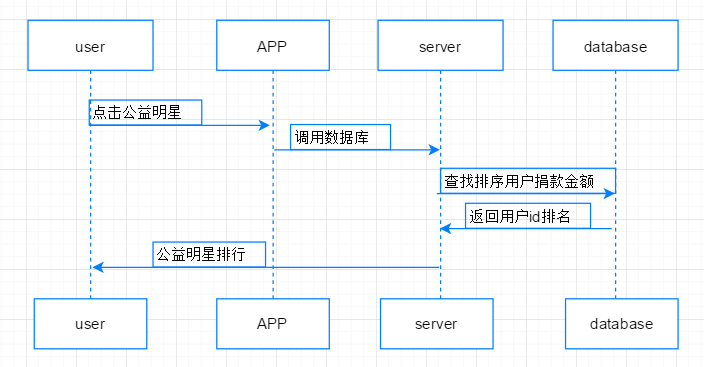 user
APP
server
database
点击公益明星
调用数据库
查找排序用户捐款金额
返回用户id排名
公益明星排行
user
APP
server
database